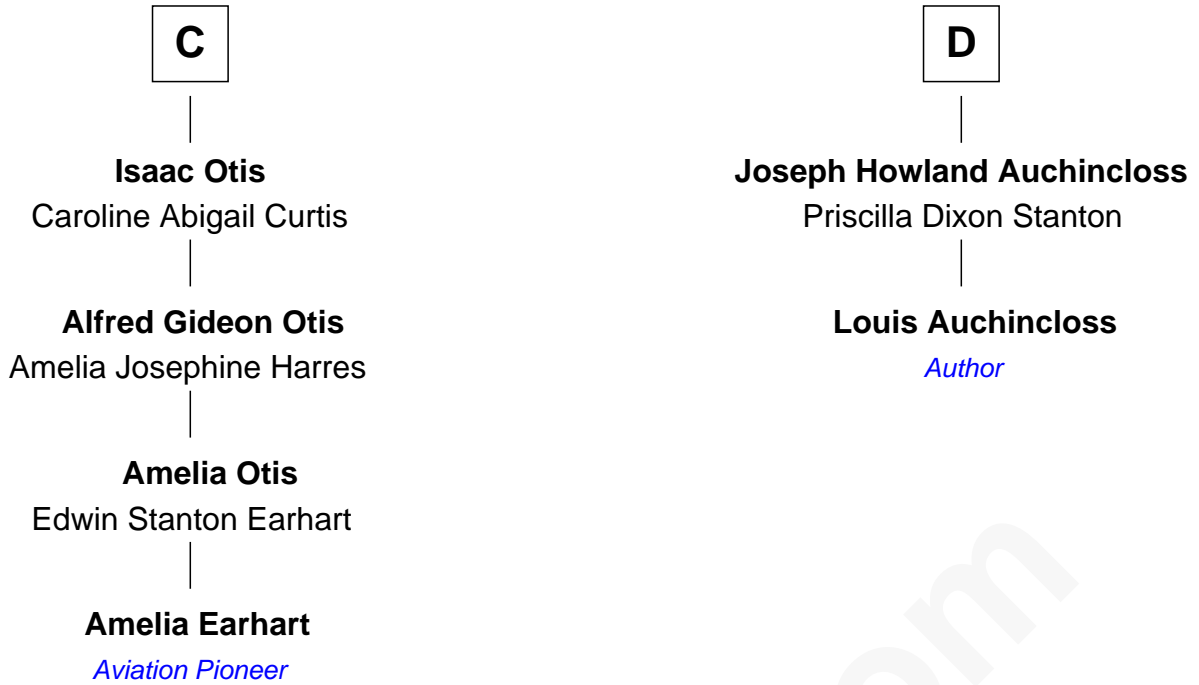 C
Isaac Otis
Caroline Abigail Curtis
Alfred Gideon Otis
Amelia Josephine Harres
Amelia Otis
Edwin Stanton Earhart
Amelia Earhart
Aviation Pioneer
D
Joseph Howland Auchincloss
Priscilla Dixon Stanton
Louis Auchincloss
Author
om